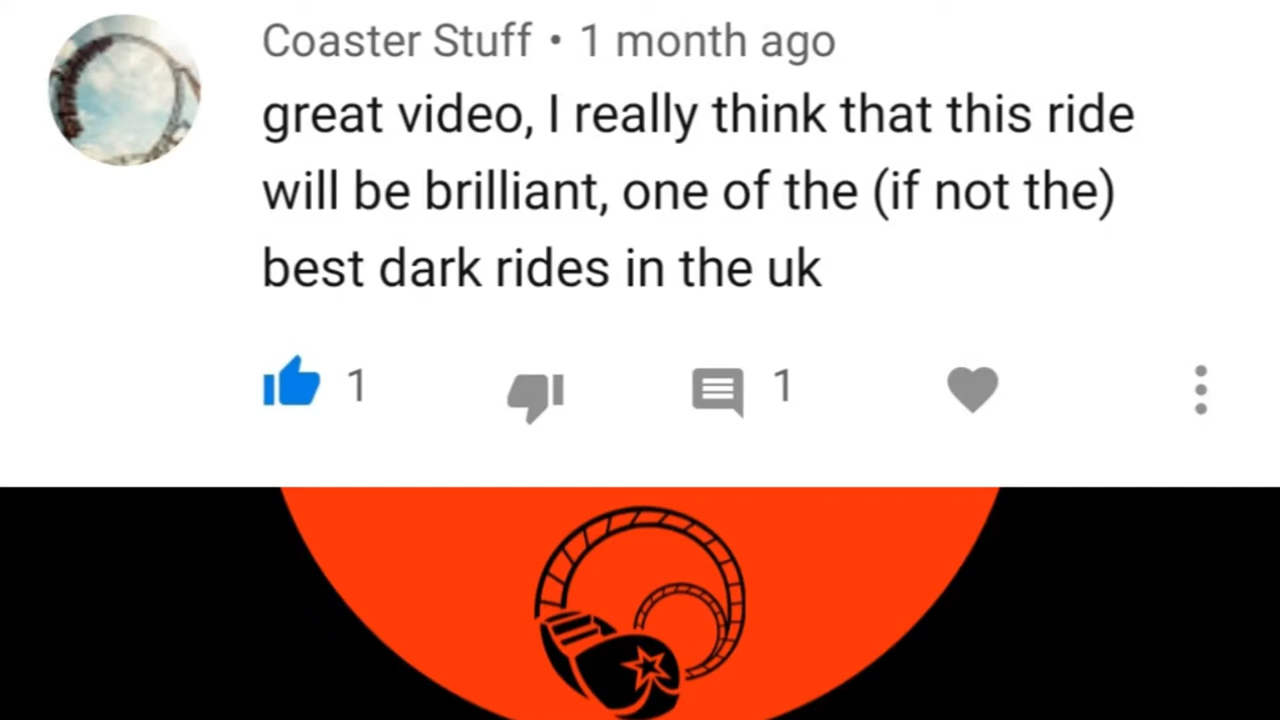 Coaster Stuff • 1 month ago
great video, I really think that this ride
will be brilliant, one of the (if not the)
best dark rides in the uk
1 1